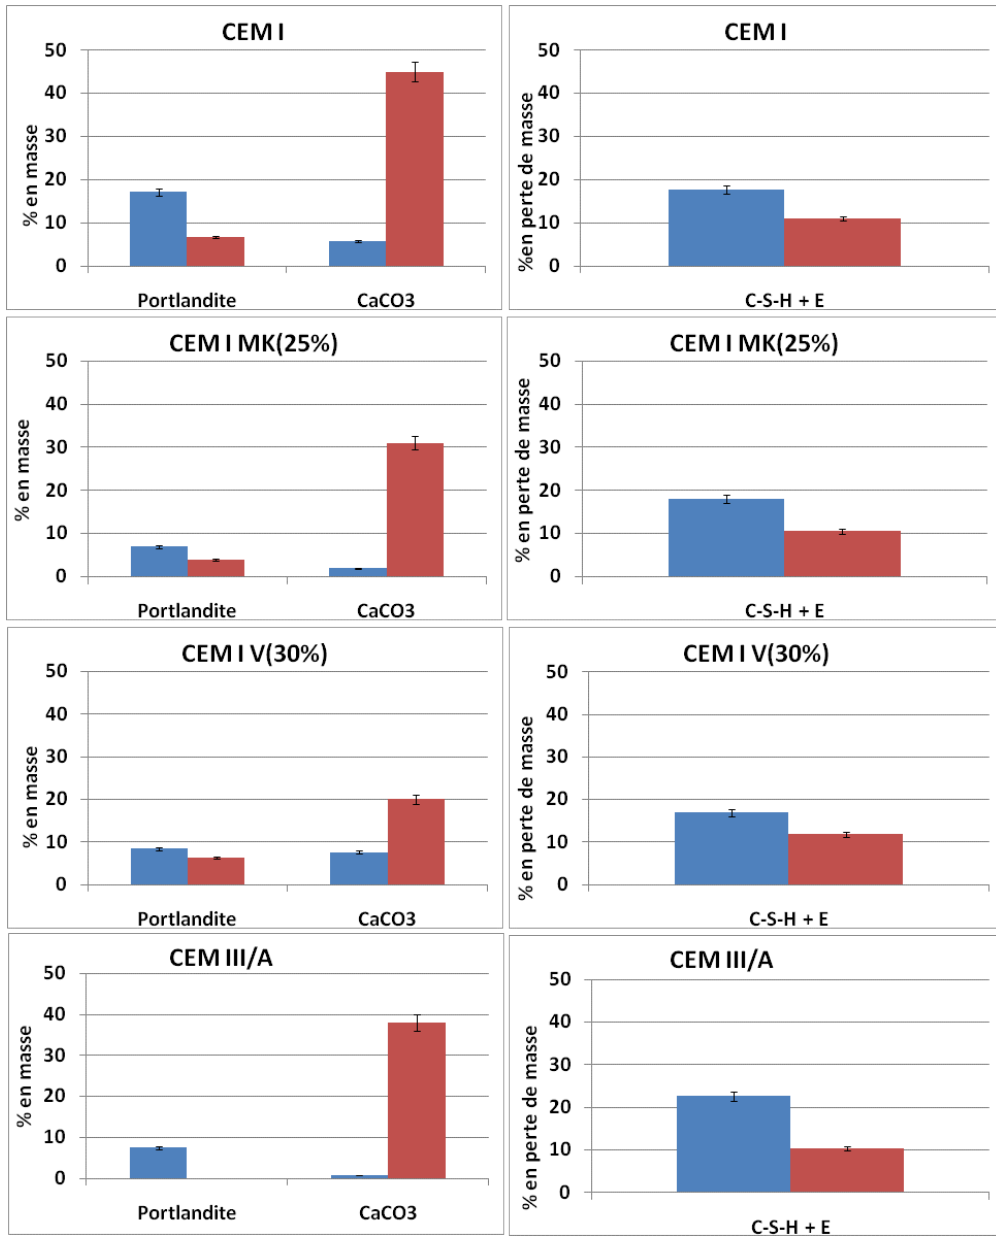 CEM I
% en masse
50
40
30
20
10
0
Portlandite CaCO3
CEM I
%en perte de masse
50
40
30
20
10
0
C-S-H + E
CEM I MK(25%)
% en masse
50
40
30
20
10
0
Portlandite CaCO3
CEM I MK(25%)
% en perte de masse
50
40
30
20
10
0
C-S-H + E
CEM I V(30%)
% en masse
50
40
30
20
10
0
Portlandite CaCO3
CEM I V(30%)
% en perte de masse
50
40
30
20
10
0
C-S-H + E
CEM III/A
% en masse
50
40
30
20
10
0
Portlandite CaCO3
CEM III/A
% en perte de masse
50
40
30
20
10
0
C-S-H + E